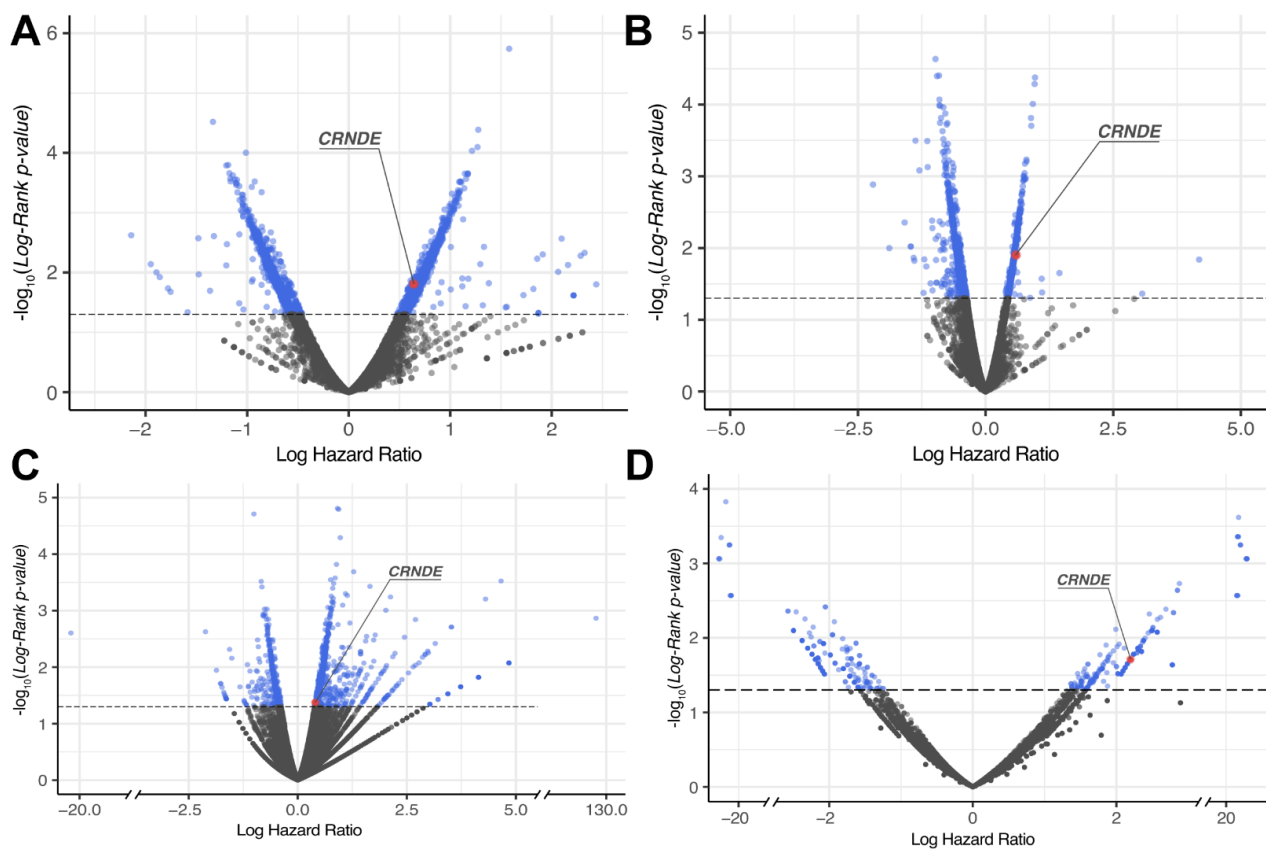 A
6
4
2
0
-log10(Log-Rank p-value)
CRNDE
−2
−1
0
1
2
Log Hazard Ratio
B
5
4
3
2
1
0
-log10(Log-Rank p-value)
CRNDE
−5.0
−2.5
0.0
2.5
5.0
Log Hazard Ratio
C
5
4
3
2
1
0
-log10(Log-Rank p-value)
CRNDE
−20.0
−2.5
0.0
2.5
5.0
130.0
Log Hazard Ratio
D
4
3
2
1
0
-log10(Log-Rank p-value)
CRNDE
−20
−2
0
2
20
Log Hazard Ratio